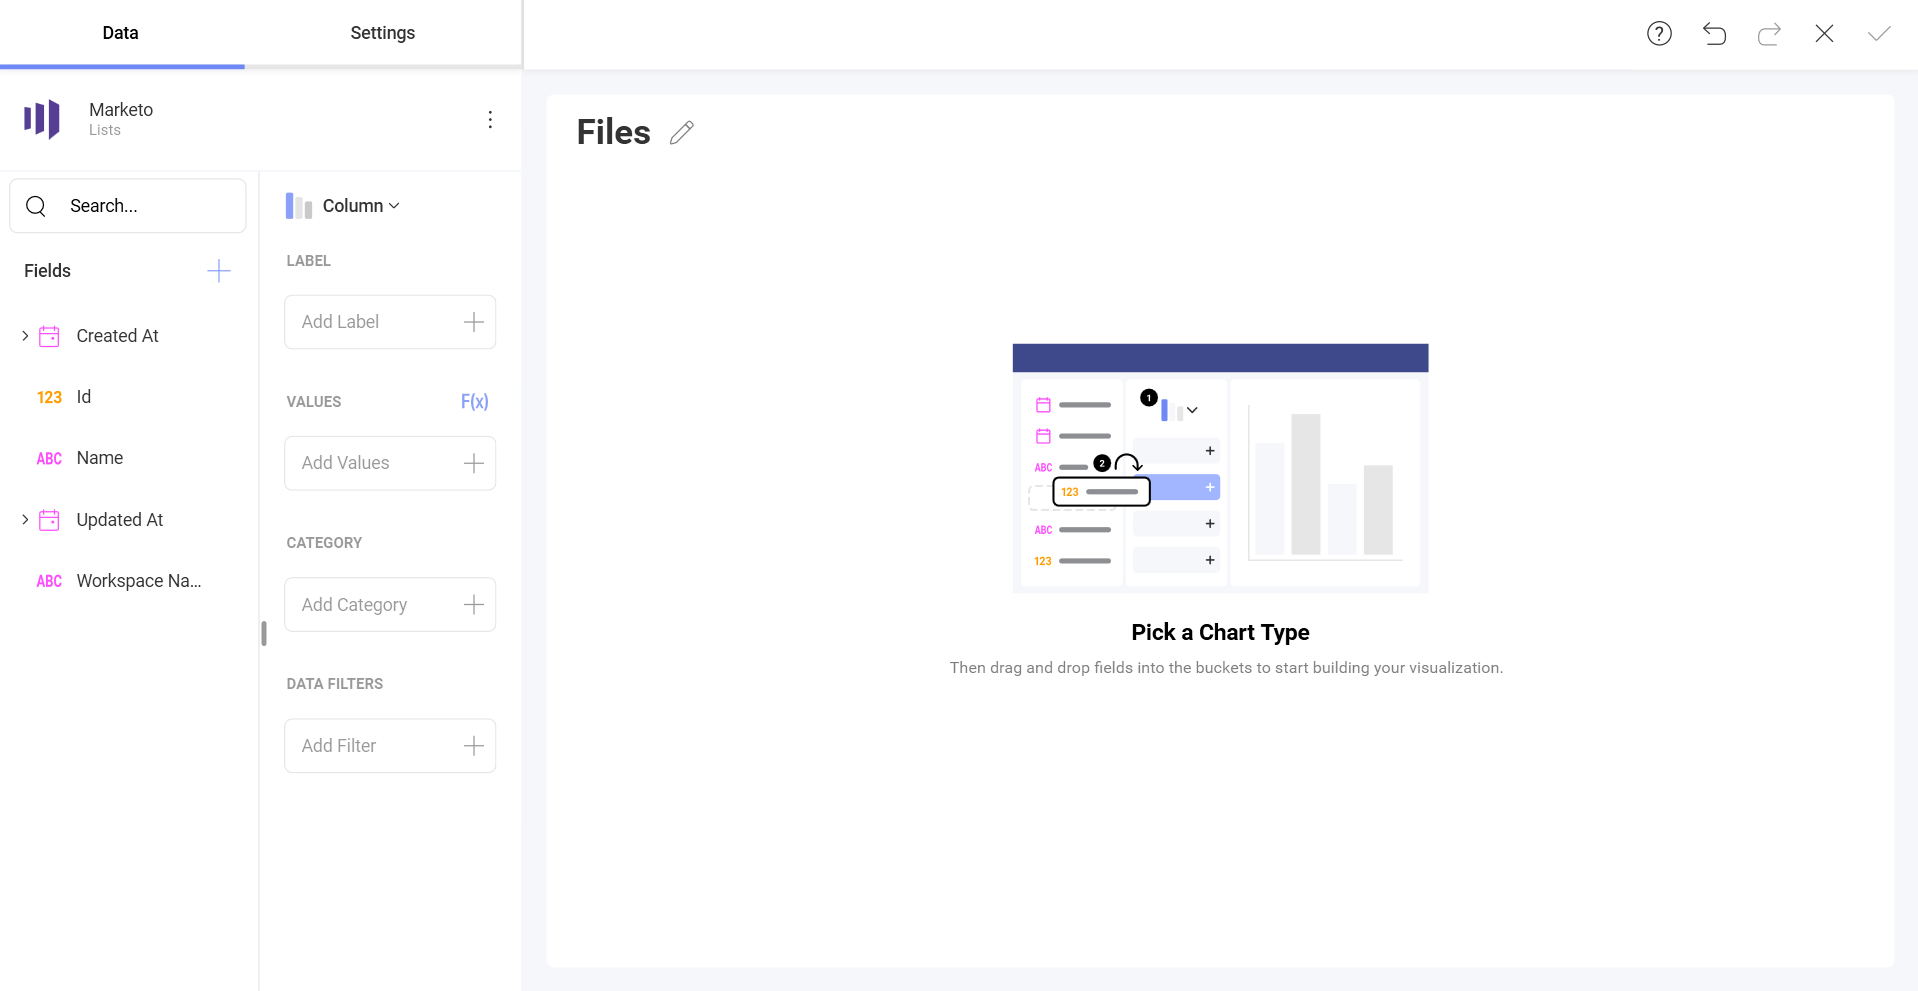 Data
Settings
Marketo
Lists
Search...
Fields
Created At
123 Id
ABC Name
Updated At
ABC Workspace Na...
Column
LABEL
Add Label
VALUES F(x)
Add Values
CATEGORY
Add Category
DATA FILTERS
Add Filter
?
Files
1
ABC
2
123
ABC
123
Pick a Chart Type
Then drag and drop fields into the buckets to start building your visualization.